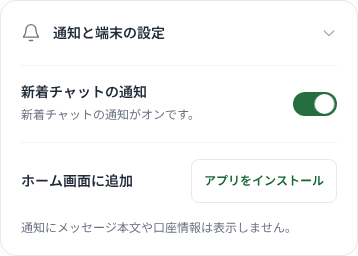 通知と端末の設定
新着チャットの通知
新着チャットの通知がオンです。
ホーム画面に追加
アプリをインストール
通知にメッセージ本文や口座情報は表示しません。